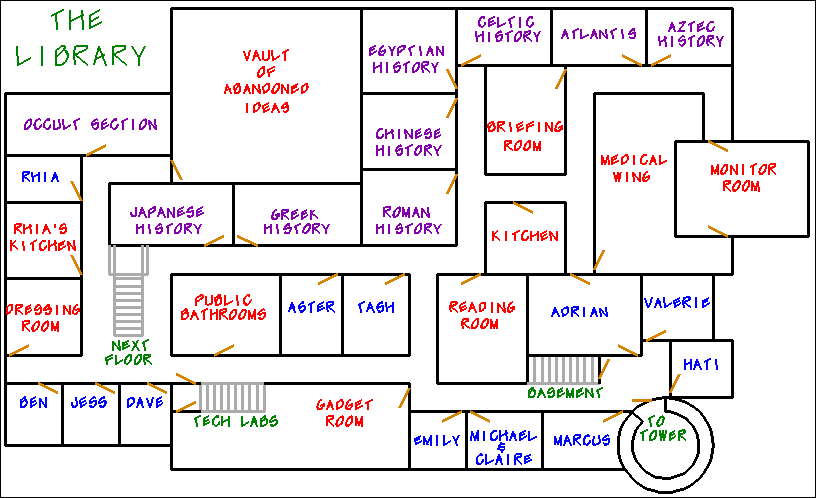 THE
LIBRARY
VAULT
OF
ABANDONED
IDEAS
EGYPTIAN
HISTORY
CELTIC
HISTORY
ATLANTIS
AZTEC
HISTORY
OCCULT SECTION
CHINESE
HISTORY
BRIEFING
ROOM
MEDICAL
WING
MONITOR
ROOM
RHIA
RHIA'S
KITCHEN
JAPANESE
HISTORY
GREEK
HISTORY
ROMAN
HISTORY
KITCHEN
DRESSING
ROOM
NEXT
FLOOR
PUBLIC
BATHROOMS
ASTER
TASH
READING
ROOM
ADRIAN
VALERIE
HATI
BASEMENT
BEN
JESS
DAVE
TECH LABS
GADGET
ROOM
EMILY
MICHAEL
&
CLAIRE
MARCUS
TO
TOWER